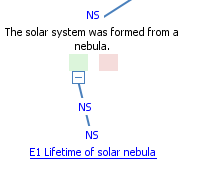 NS
The solar system was formed from a
nebula.
NS
NS
E1 Lifetime of solar nebula